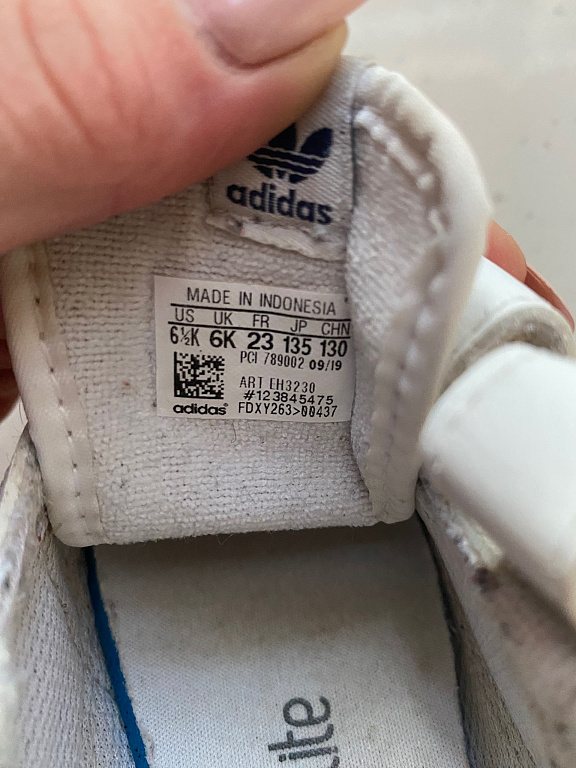 adidas
MADE IN INDONESIA
US UK FR JP CHN
6½K 6K 23 135 130
PCI 789002 09/19
ART EH3230
#123845475
adidas®
FDXY263>00437
lite